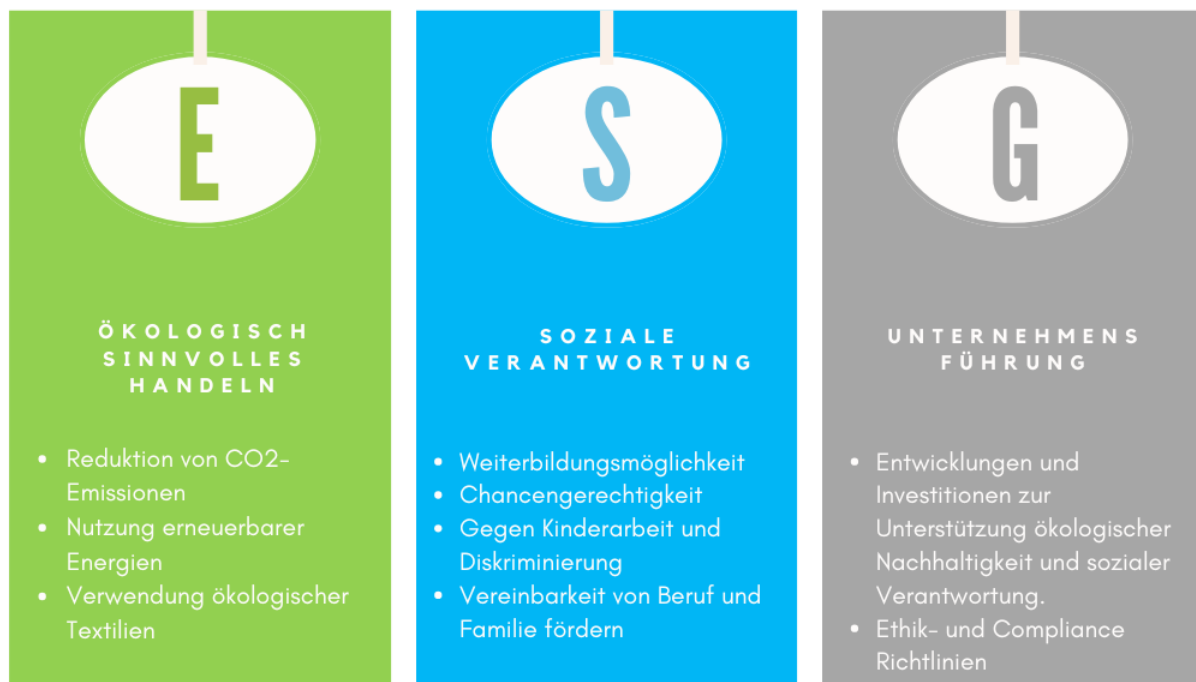 E
ÖKOLOGISCH
SINNVOLLES
HANDELN
• Reduktion von CO2-
Emissionen
• Nutzung erneuerbarer
Energien
• Verwendung ökologischer
Textilien
S
SOZIALE
VERANTWORTUNG
• Weiterbildungsmöglichkeit
• Chancengerechtigkeit
• Gegen Kinderarbeit und
Diskriminierung
• Vereinbarkeit von Beruf und
Familie fördern
G
UNTERNEHMENS
FÜHRUNG
• Entwicklungen und
Investitionen zur
Unterstützung ökologischer
Nachhaltigkeit und sozialer
Verantwortung.
• Ethik- und Compliance
Richtlinien